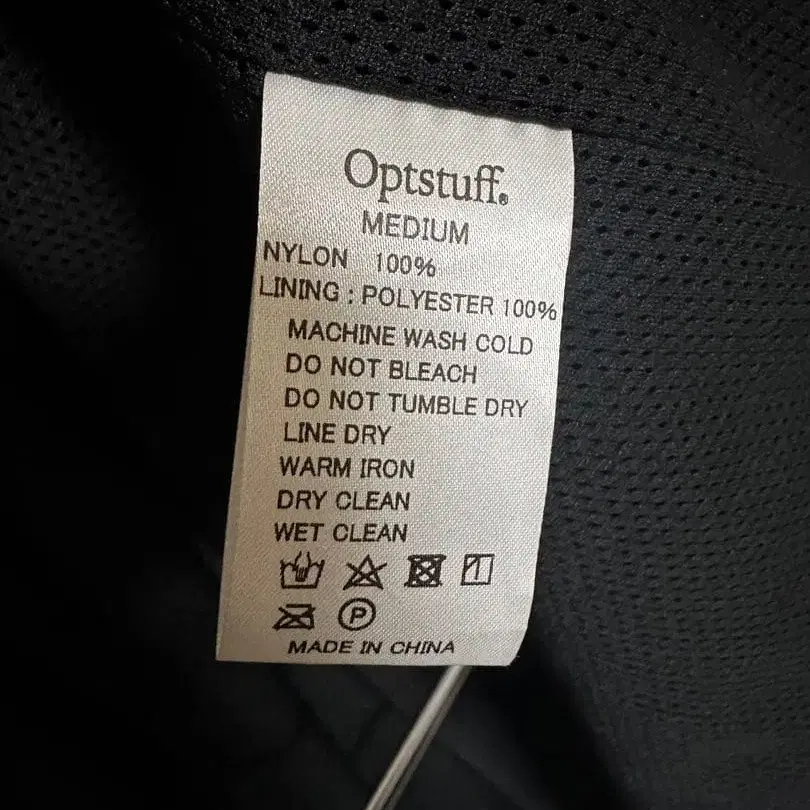 Optstuff.
MEDIUM
NYLON 100%
LINING : POLYESTER 100%
MACHINE WASH COLD
DO NOT BLEACH
DO NOT TUMBLE DRY
LINE DRY
WARM IRON
DRY CLEAN
WET CLEAN
P
MADE IN CHINA